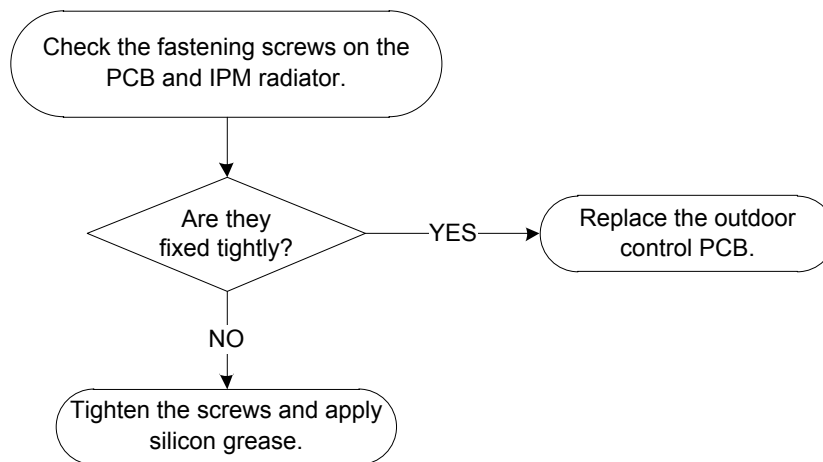 Check the fastening screws on the
PCB and IPM radiator.
Are they
fixed tightly?
YES
Replace the outdoor
control PCB.
NO
Tighten the screws and apply
silicon grease.